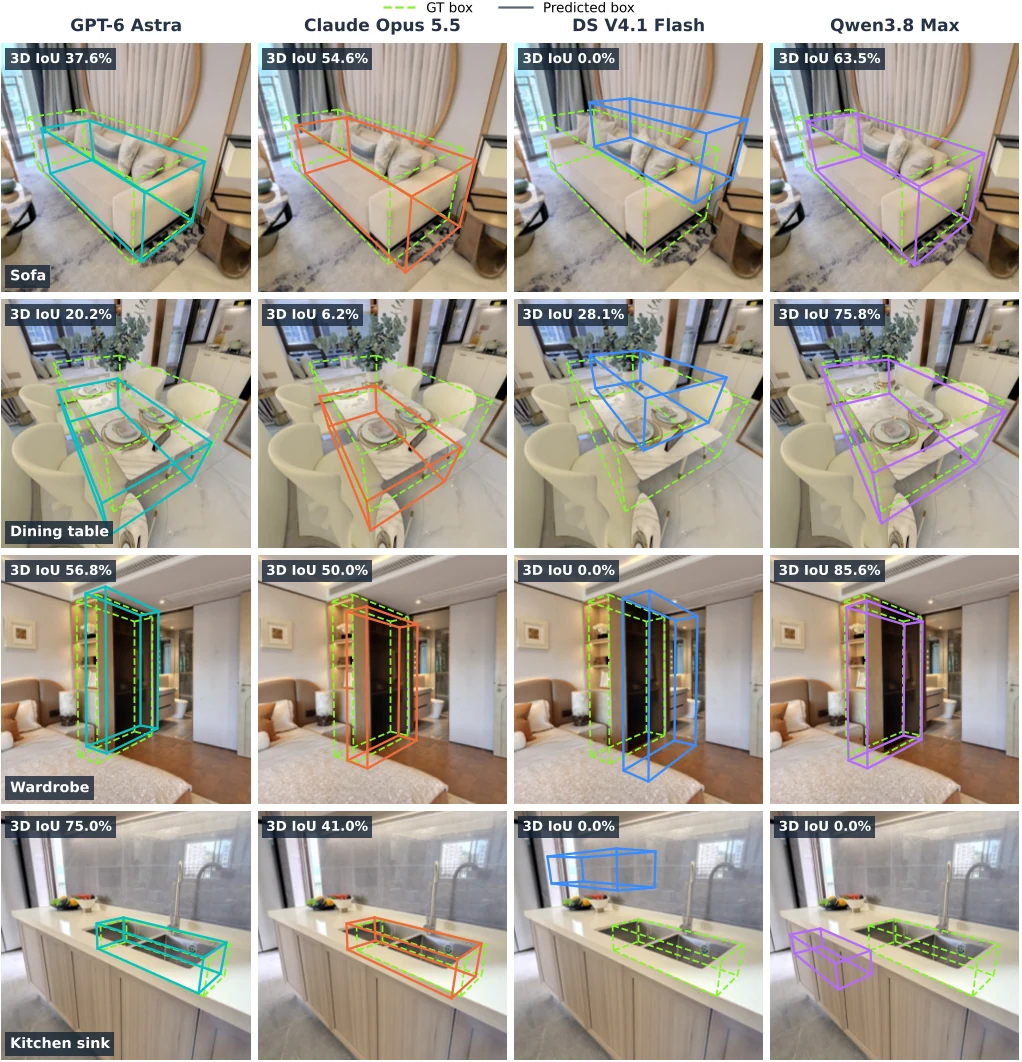 GT box Predicted box
GPT-6 Astra Claude Opus 5.5 DS V4.1 Flash Qwen3.8 Max
3D IoU 37.6% 3D IoU 54.6% 3D IoU 0.0% 3D IoU 63.5%
Sofa
3D IoU 20.2% 3D IoU 6.2% 3D IoU 28.1% 3D IoU 75.8%
Dining table
3D IoU 56.8% 3D IoU 50.0% 3D IoU 0.0% 3D IoU 85.6%
Wardrobe
3D IoU 75.0% 3D IoU 41.0% 3D IoU 0.0% 3D IoU 0.0%
Kitchen sink